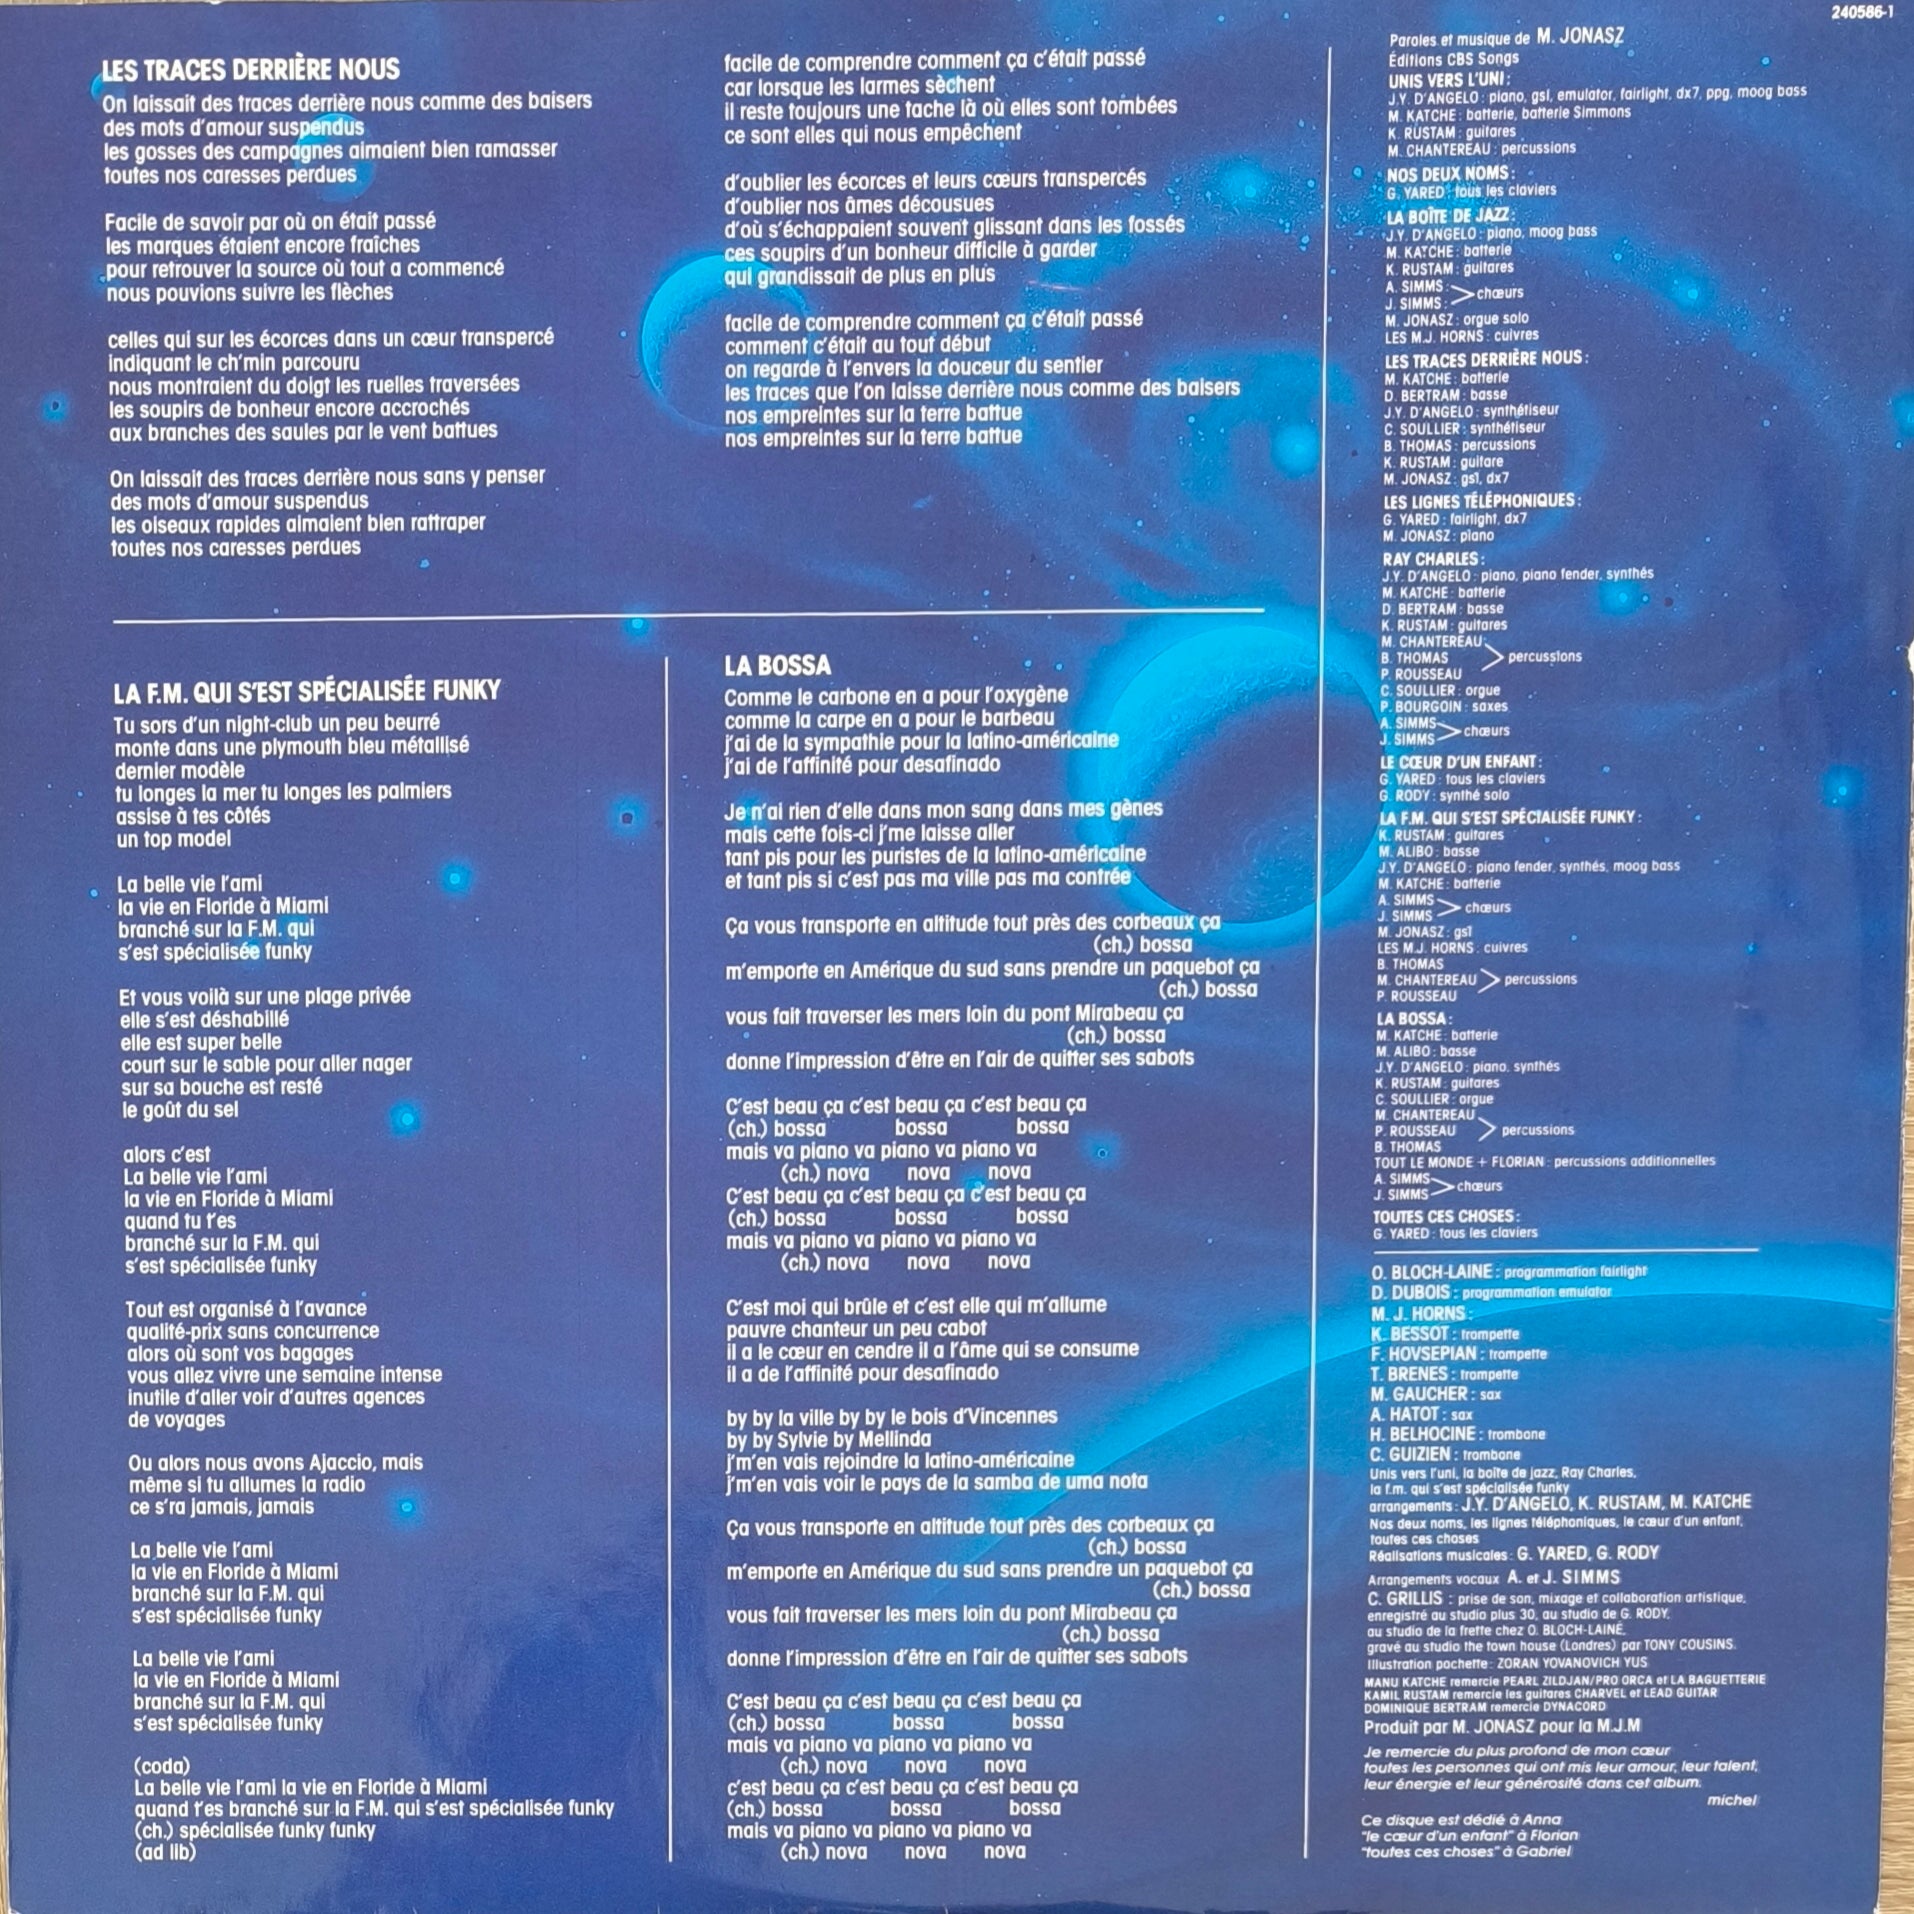 240586-1
LES TRACES DERRIÈRE NOUS
On laissait des traces derrière nous comme des baisers
des mots d'amour suspendus
les gosses des campagnes aimaient bien ramasser
toutes nos caresses perdues
Facile de savoir par où on était passé
les marques étaient encore fraîches
pour retrouver la source où tout a commencé
nous pouvions suivre les flèches
celles qui sur les écorces dans un cœur transpercé
indiquant le ch'min parcouru
nous montraient du doigt les ruelles traversées
les soupirs de bonheur encore accrochés
aux branches des saules par le vent battues
On laissait des traces derrière nous sans y penser
des mots d'amour suspendus
les oiseaux rapides aimaient bien rattraper
toutes nos caresses perdues
facile de comprendre comment ça c'était passé
car lorsque les larmes sèchent
il reste toujours une tache là où elles sont tombées
ce sont elles qui nous empêchent
d'oublier les écorces et leurs cœurs transpercés
d'oublier nos âmes décousues
d'où s'échappaient souvent glissant dans les fossés
ces soupirs d'un bonheur difficile à garder
qui grandissait de plus en plus
facile de comprendre comment ça c'était passé
comment c'était au tout début
on regarde à l'envers la douceur du sentier
les traces que l'on laisse derrière nous comme des baisers
nos empreintes sur la terre battue
nos empreintes sur la terre battue
LA F.M. QUI S'EST SPÉCIALISÉE FUNKY
Tu sors d'un night-club un peu beurré
monte dans une plymouth bleu métallisé
dernier modèle
tu longes la mer tu longes les palmiers
assise à tes côtés
un top model
La belle vie l'ami
la vie en Floride à Miami
branché sur la F.M. qui
s'est spécialisée funky
Et vous voilà sur une plage privée
elle s'est déshabillé
elle est super belle
court sur le sable pour aller nager
sur sa bouche est resté
le goût du sel
alors c'est
La belle vie l'ami
la vie en Floride à Miami
quand tu t'es
branché sur la F.M. qui
s'est spécialisée funky
Tout est organisé à l'avance
qualité-prix sans concurrence
alors où sont vos bagages
vous allez vivre une semaine intense
inutile d'aller voir d'autres agences
de voyages
Ou alors nous avons Ajaccio, mais
même si tu allumes la radio
ce s'ra jamais, jamais
La belle vie l'ami
la vie en Floride à Miami
branché sur la F.M. qui
s'est spécialisée funky
La belle vie l'ami
la vie en Floride à Miami
branché sur la F.M. qui
s'est spécialisée funky
(coda)
La belle vie l'ami la vie en Floride à Miami
quand t'es branché sur la F.M. qui s'est spécialisée funky
(ch.) spécialisée funky funky
(ad lib)
LA BOSSA
Comme le carbone en a pour l'oxygène
comme la carpe en a pour le barbeau
j'ai de la sympathie pour la latino-américaine
j'ai de l'affinité pour desafinado
Je n'ai rien d'elle dans mon sang dans mes gènes
mais cette fois-ci j'me laisse aller
tant pis pour les puristes de la latino-américaine
et tant pis si c'est pas ma ville pas ma contrée
Ça vous transporte en altitude tout près des corbeaux ça
(ch.) bossa
m'emporte en Amérique du sud sans prendre un paquebot ça
(ch.) bossa
vous fait traverser les mers loin du pont Mirabeau ça
(ch.) bossa
donne l'impression d'être en l'air de quitter ses sabots
C'est beau ça c'est beau ça c'est beau ça
(ch.) bossa bossa bossa
mais va piano va piano va piano va
(ch.) nova nova nova
C'est beau ça c'est beau ça c'est beau ça
(ch.) bossa bossa bossa
mais va piano va piano va piano va
(ch.) nova nova nova
C'est moi qui brûle et c'est elle qui m'allume
pauvre chanteur un peu cabot
il a le cœur en cendre il a l'âme qui se consume
il a de l'affinité pour desafinado
by by la ville by by le bois d'Vincennes
by by Sylvie by Mellinda
j'm'en vais rejoindre la latino-américaine
j'm'en vais voir le pays de la samba de uma nota
Ça vous transporte en altitude tout près des corbeaux ça
(ch.) bossa
m'emporte en Amérique du sud sans prendre un paquebot ça
(ch.) bossa
vous fait traverser les mers loin du pont Mirabeau ça
(ch.) bossa
donne l'impression d'être en l'air de quitter ses sabots
C'est beau ça c'est beau ça c'est beau ça
(ch.) bossa bossa bossa
mais va piano va piano va piano va
(ch.) nova nova nova
c'est beau ça c'est beau ça c'est beau ça
(ch.) bossa bossa bossa
mais va piano va piano va piano va
(ch.) nova nova nova
Paroles et musique de M. JONASZ
Éditions CBS Songs
UNIS VERS L'UNI :
J.Y. D'ANGELO : piano, gsl, emulator, fairlight, dx7, ppg, moog bass
M. KATCHE : batterie, batterie Simmons
K. RUSTAM : guitares
M. CHANTEREAU : percussions
NOS DEUX NOMS :
G. YARED : tous les claviers
LA BOÎTE DE JAZZ :
J.Y. D'ANGELO : piano, moog bass
M. KATCHE : batterie
K. RUSTAM : guitares
A. SIMMS :
J. SIMMS : > chœurs
M. JONASZ : orgue solo
LES M.J. HORNS : cuivres
LES TRACES DERRIÈRE NOUS :
M. KATCHE : batterie
D. BERTRAM : basse
J.Y. D'ANGELO : synthétiseur
C. SOULLIER : synthétiseur
B. THOMAS : percussions
K. RUSTAM : guitare
M. JONASZ : gs1, dx7
LES LIGNES TÉLÉPHONIQUES :
G. YARED : fairlight, dx7
M. JONASZ : piano
RAY CHARLES :
J.Y. D'ANGELO : piano, piano fender, synthés
M. KATCHE : batterie
D. BERTRAM : basse
K. RUSTAM : guitares
M. CHANTEREAU
B. THOMAS > percussions
P. ROUSSEAU
C. SOULLIER : orgue
P. BOURGOIN : saxes
A. SIMMS
J. SIMMS > chœurs
LE CŒUR D'UN ENFANT :
G. YARED : tous les claviers
G. RODY : synthé solo
LA F.M. QUI S'EST SPÉCIALISÉE FUNKY :
K. RUSTAM : guitares
M. ALIBO : basse
J.Y. D'ANGELO : piano fender, synthés, moog bass
M. KATCHE : batterie
A. SIMMS
J. SIMMS > chœurs
M. JONASZ : gs1
LES M.J. HORNS : cuivres
B. THOMAS
M. CHANTEREAU > percussions
P. ROUSSEAU
LA BOSSA :
M. KATCHE : batterie
M. ALIBO : basse
J.Y. D'ANGELO : piano, synthés
K. RUSTAM : guitares
C. SOULLIER : orgue
M. CHANTEREAU
P. ROUSSEAU > percussions
B. THOMAS
TOUT LE MONDE + FLORIAN : percussions additionnelles
A. SIMMS
J. SIMMS > chœurs
TOUTES CES CHOSES :
G. YARED : tous les claviers
O. BLOCH-LAINE : programmation fairlight
D. DUBOIS : programmation emulator
M. J. HORNS :
K. BESSOT : trompette
F. HOVSEPIAN : trompette
T. BRENES : trompette
M. GAUCHER : sax
A. HATOT : sax
H. BELHOCINE : trombone
C. GUIZIEN : trombone
Unis vers l'uni, la boîte de jazz, Ray Charles,
la f.m. qui s'est spécialisée funky
arrangements : J.Y. D'ANGELO, K. RUSTAM, M. KATCHE
Nos deux noms, les lignes téléphoniques, le cœur d'un enfant,
toutes ces choses
Réalisations musicales : G. YARED, G. RODY
Arrangements vocaux A. et J. SIMMS
C. GRILLIS : prise de son, mixage et collaboration artistique,
enregistré au studio plus 30, au studio de G. RODY,
au studio de la frette chez O. BLOCH-LAINE,
gravé au studio the town house (Londres) par TONY COUSINS.
Illustration pochette : ZORAN YOVANOVICH YUS
MANU KATCHE remercie PEARL ZILDJAN/PRO ORCA et LA BAGUETTERIE
KAMIL RUSTAM remercie les guitares CHARVEL et LEAD GUITAR
DOMINIQUE BERTRAM remercie DYNACORD
Produit par M. JONASZ pour la M.J.M
Je remercie du plus profond de mon cœur
toutes les personnes qui ont mis leur amour, leur talent,
leur énergie et leur générosité dans cet album.
michel
Ce disque est dédié à Anna
"le cœur d'un enfant" à Florian
"toutes ces choses" à Gabriel